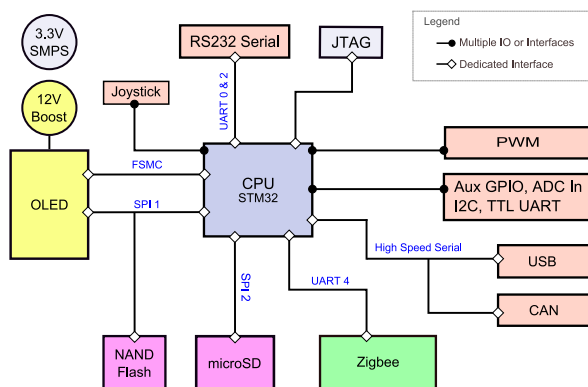 3.3V
SMPS
RS232 Serial
JTAG
Legend
Multiple IO or Interfaces
Dedicated Interface
12V
Boost
Joystick
UART 0 & 2
PWM
FSMC
CPU
STM32
OLED
SPI 1
Aux GPIO, ADC In
I2C, TTL UART
High Speed Serial
USB
SPI 2
UART 4
CAN
NAND
Flash
microSD
Zigbee